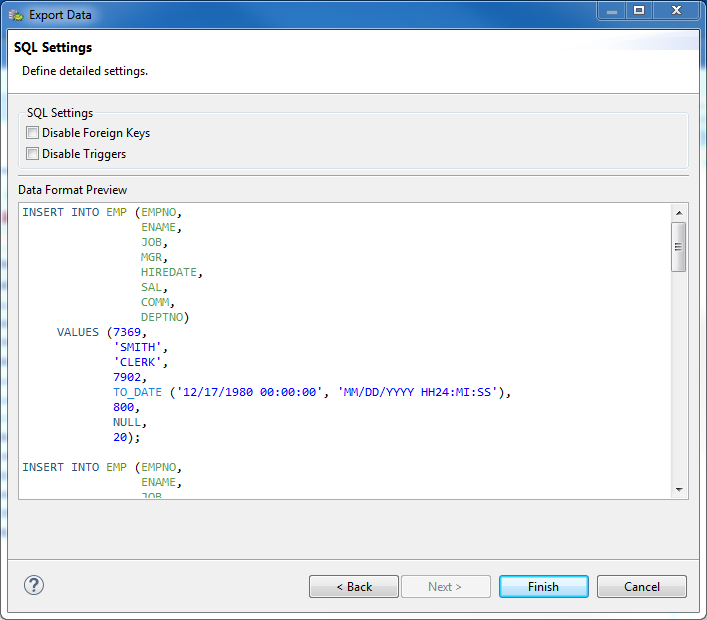 Export Data
SQL Settings
Define detailed settings.
SQL Settings
Disable Foreign Keys
Disable Triggers
Data Format Preview
INSERT INTO EMP (EMPNO,
ENAME,
JOB,
MGR,
HIREDATE,
SAL,
COMM,
DEPTNO)
VALUES (7369,
'SMITH',
'CLERK',
7902,
TO_DATE ('12/17/1980 00:00:00', 'MM/DD/YYYY HH24:MI:SS'),
800,
NULL,
20);
INSERT INTO EMP (EMPNO,
ENAME,
JOB
?
< Back
Next >
Finish
Cancel